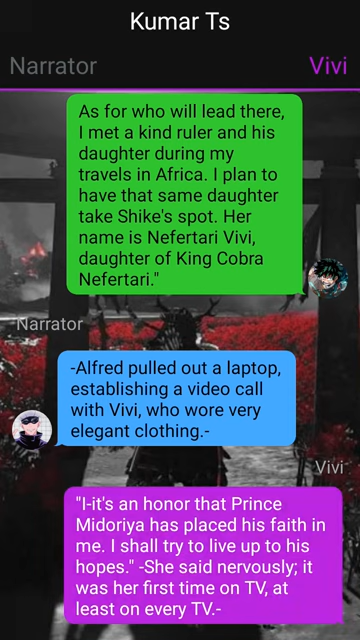 Kumar Ts
Narrator
Vivi
As for who will lead there,
I met a kind ruler and his
daughter during my
travels in Africa. I plan to
have that same daughter
take Shike's spot. Her
name is Nefertari Vivi,
daughter of King Cobra
Nefertari."
Narrator
-Alfred pulled out a laptop,
establishing a video call
with Vivi, who wore very
elegant clothing.-
Vivi
"I-it's an honor that Prince
Midoriya has placed his faith in
me. I shall try to live up to his
hopes." -She said nervously; it
was her first time on TV, at
least on every TV.-